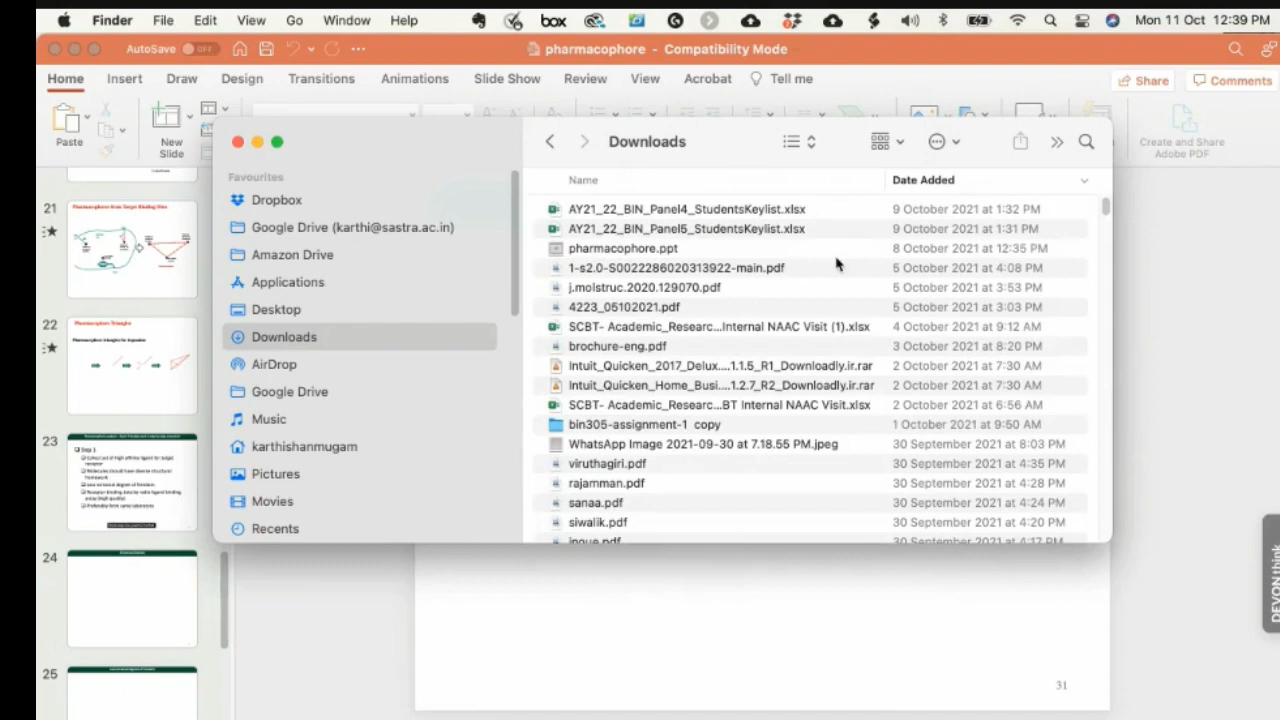 Finder File Edit View Go Window Help box Mon 11 Oct 12:39 PM
AutoSave OFF pharmacophore - Compatibility Mode
Home Insert Draw Design Transitions Animations Slide Show Review View Acrobat Tell me Share Comments
Paste New Slide Create and Share Adobe PDF
Downloads
Favourites
Dropbox
Google Drive (karthi@sastra.ac.in)
Amazon Drive
Applications
Desktop
Downloads
AirDrop
Google Drive
Music
karthishanmugam
Pictures
Movies
Recents
Name Date Added
AY21_22_BIN_Panel4_StudentsKeylist.xlsx 9 October 2021 at 1:32 PM
AY21_22_BIN_Panel5_StudentsKeylist.xlsx 9 October 2021 at 1:31 PM
pharmacophore.ppt 8 October 2021 at 12:35 PM
1-s2.0-S0022286020313922-main.pdf 5 October 2021 at 4:08 PM
j.molstruc.2020.129070.pdf 5 October 2021 at 3:53 PM
4223_05102021.pdf 5 October 2021 at 3:03 PM
SCBT- Academic_Researc...Internal NAAC Visit (1).xlsx 4 October 2021 at 9:12 AM
brochure-eng.pdf 3 October 2021 at 8:20 PM
Intuit_Quicken_2017_Delux....1.1.5_R1_Downloadly.ir.rar 2 October 2021 at 7:30 AM
Intuit_Quicken_Home_Busi....1.2.7_R2_Downloadly.ir.rar 2 October 2021 at 7:30 AM
SCBT- Academic_Researc...BT Internal NAAC Visit.xlsx 2 October 2021 at 6:56 AM
bin305-assignment-1 copy 1 October 2021 at 9:50 AM
WhatsApp Image 2021-09-30 at 7.18.55 PM.jpeg 30 September 2021 at 8:03 PM
viruthagiri.pdf 30 September 2021 at 4:35 PM
rajamman.pdf 30 September 2021 at 4:28 PM
sanaa.pdf 30 September 2021 at 4:24 PM
siwalik.pdf 30 September 2021 at 4:20 PM
inoue.pdf 30 September 2021 at 4:17 PM
21
22
23
Step 1
24
25
31
DEVONthink